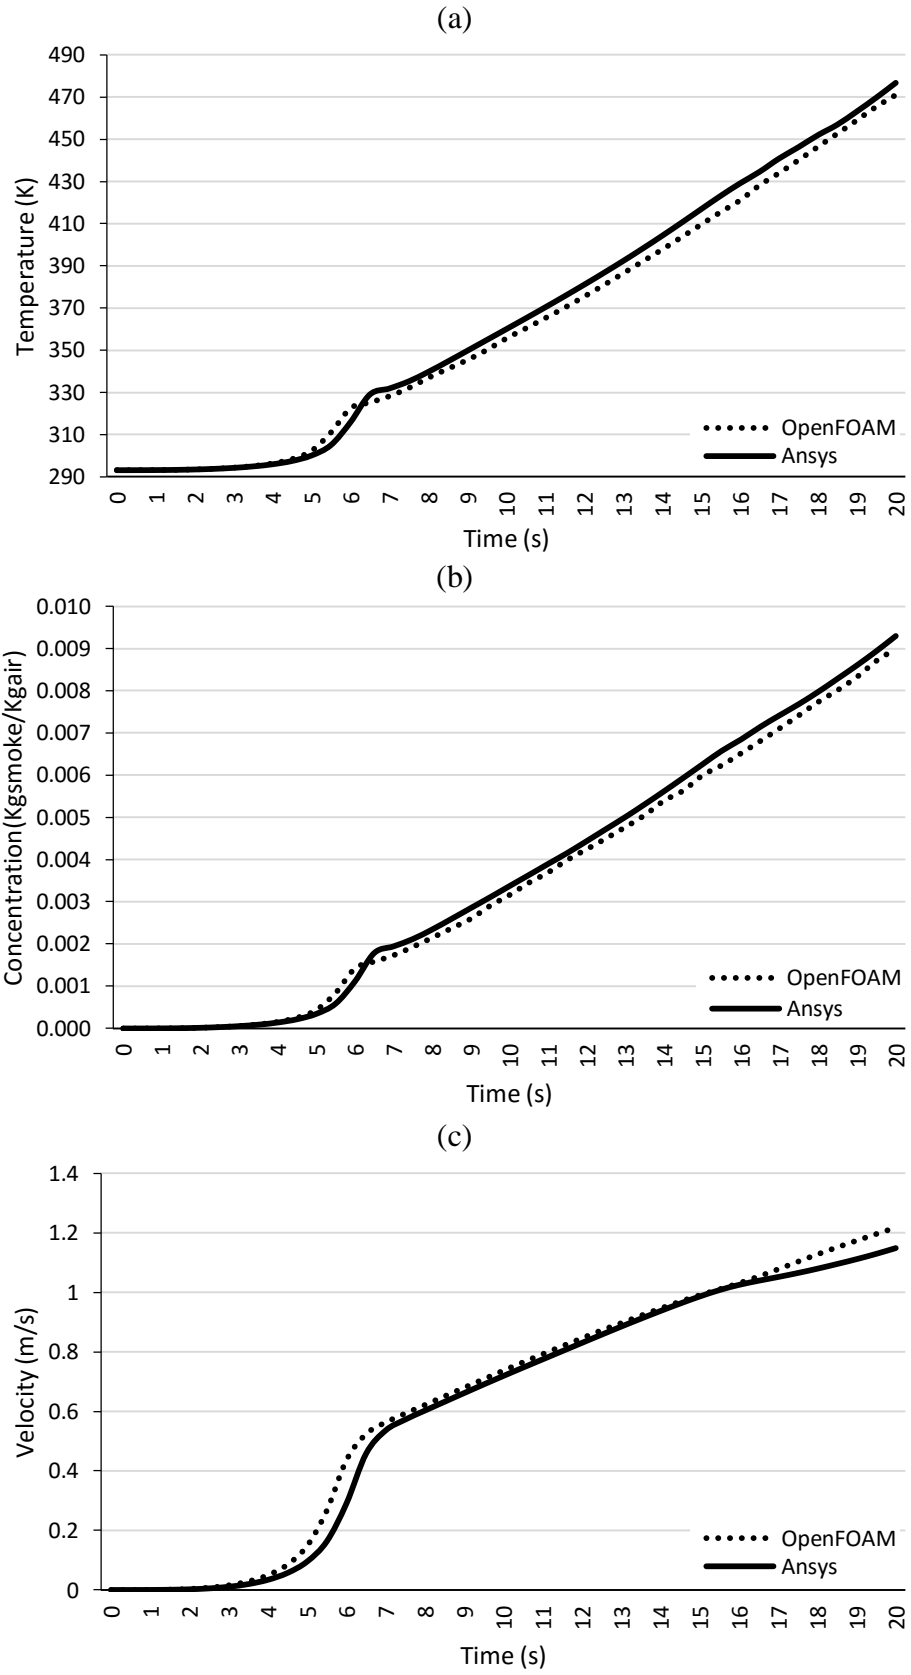 (a)
490
470
450
430
410
390
370
350
330
310
290
Temperature (K)
OpenFOAM
Ansys
0 1 2 3 4 5 6 7 8 9 10 11 12 13 14 15 16 17 18 19 20
Time (s)
(b)
0.010
0.009
0.008
0.007
0.006
0.005
0.004
0.003
0.002
0.001
0.000
Concentration(Kgsmoke/Kgair)
OpenFOAM
Ansys
0 1 2 3 4 5 6 7 8 9 10 11 12 13 14 15 16 17 18 19 20
Time (s)
(c)
1.4
1.2
1
0.8
0.6
0.4
0.2
0
Velocity (m/s)
OpenFOAM
Ansys
0 1 2 3 4 5 6 7 8 9 10 11 12 13 14 15 16 17 18 19 20
Time (s)